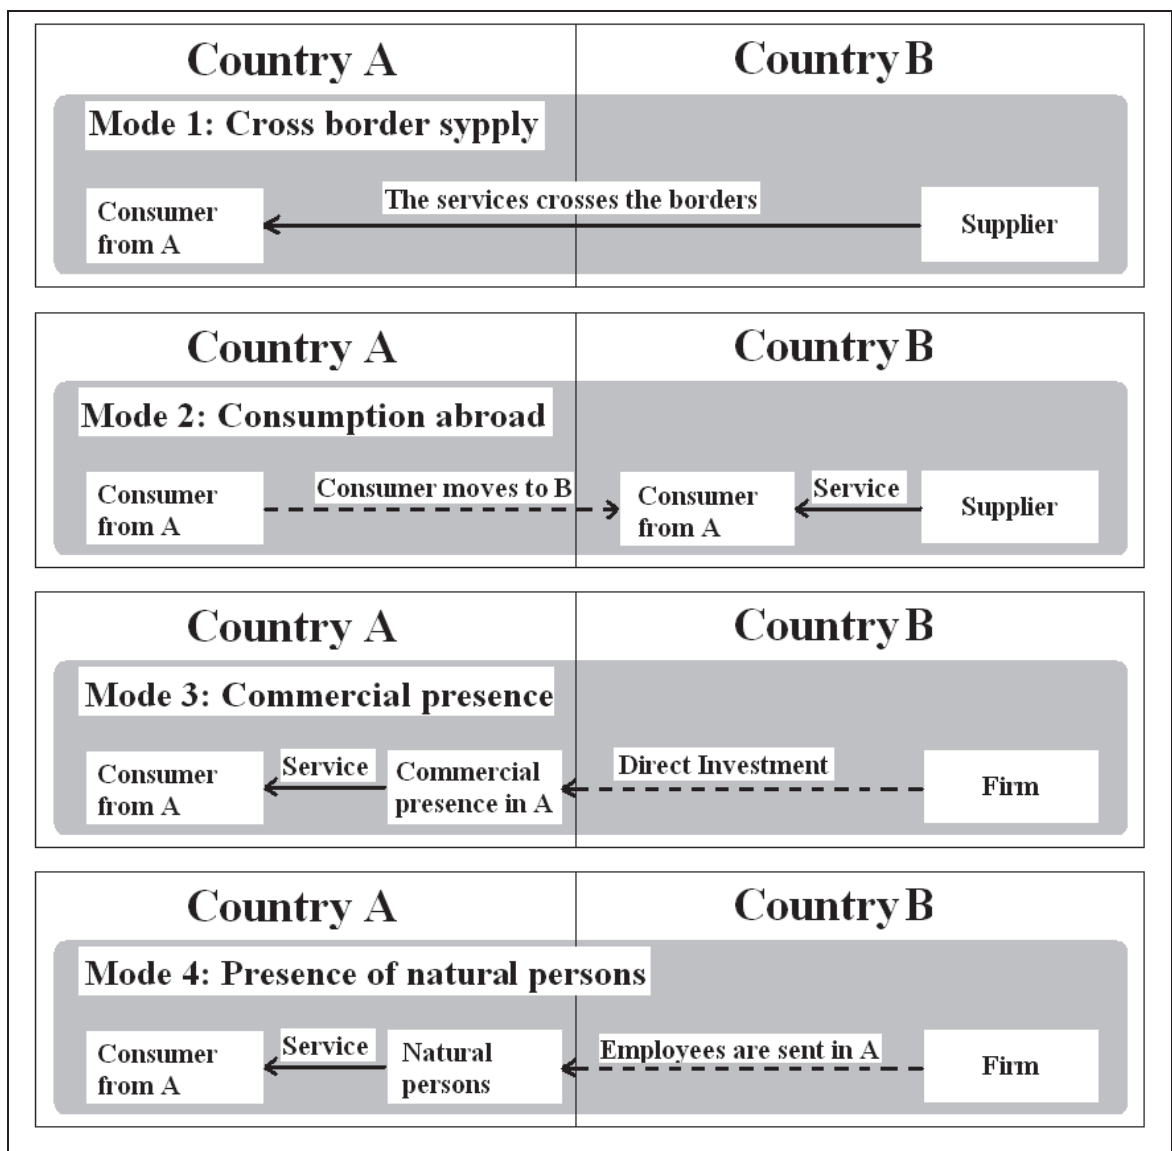 Country A
Country B
Mode 1: Cross border sypply
The services crosses the borders
Consumer
from A
Supplier
Country A
Country B
Mode 2: Consumption abroad
Consumer
from A
Consumer moves to B
Consumer
from A
Service
Supplier
Country A
Country B
Mode 3: Commercial presence
Consumer
from A
Service
Commercial
presence in A
Direct Investment
Firm
Country A
Country B
Mode 4: Presence of natural persons
Consumer
from A
Service
Natural
persons
Employees are sent in A
Firm